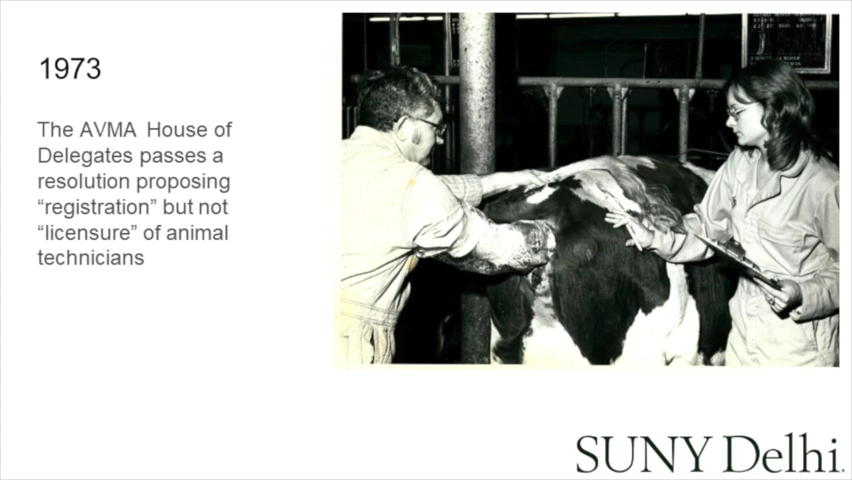 1973
The AVMA House of
Delegates passes a
resolution proposing
“registration” but not
“licensure” of animal
technicians
SUNY Delhi